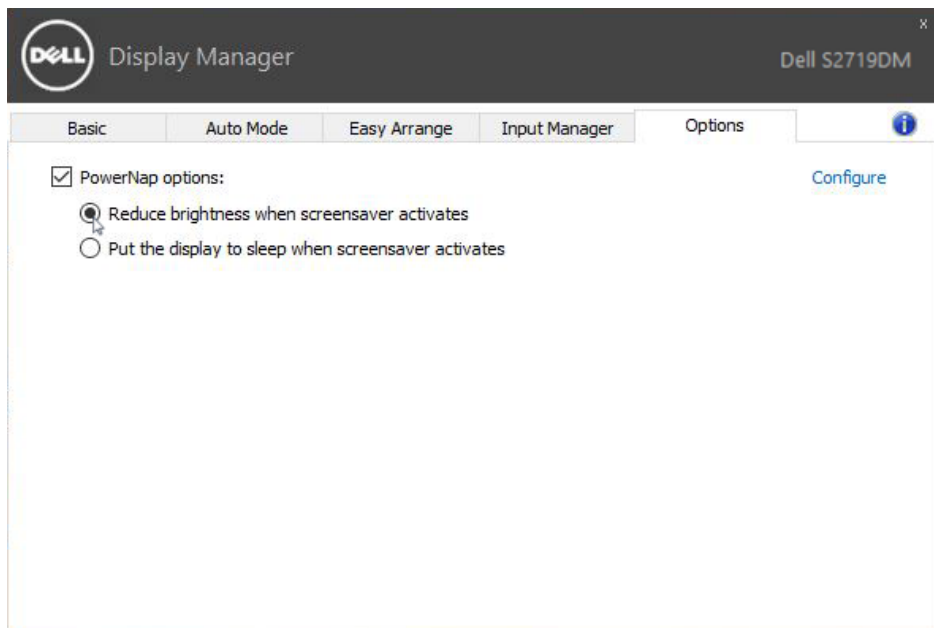 x
DELL Display Manager
Dell S2719DM
Basic Auto Mode Easy Arrange Input Manager Options i
PowerNap options: Configure
Reduce brightness when screensaver activates
Put the display to sleep when screensaver activates